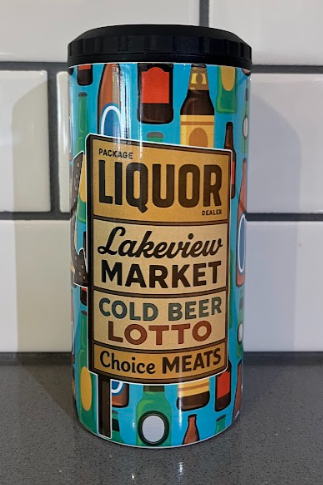 PACKAGE
LIQUOR
DEALER
Lakeview
MARKET
COLD BEER
LOTTO
Choice MEATS